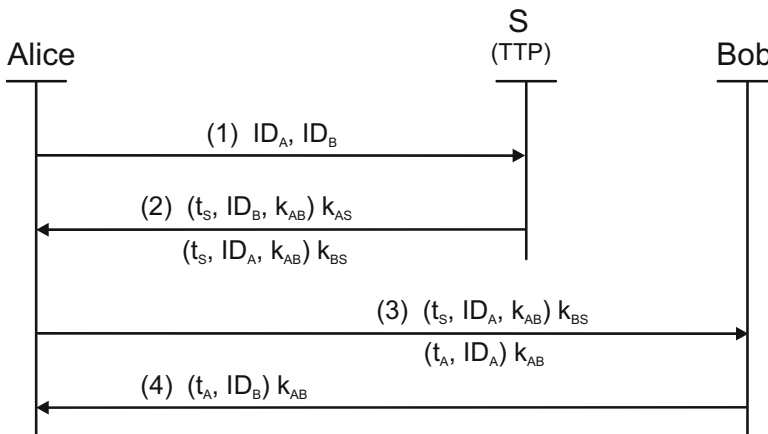 S
Alice (TTP) Bob
(1) ID_A, ID_B
(2) (t_S, ID_B, k_AB) k_AS
(t_S, ID_A, k_AB) k_BS
(3) (t_S, ID_A, k_AB) k_BS
(t_A, ID_A) k_AB
(4) (t_A, ID_B) k_AB